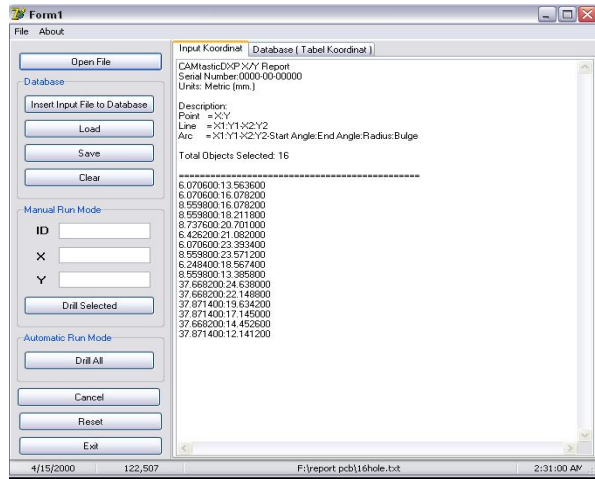 Form1
File About
Open File
Database
Insert Input File to Database
Load
Save
Clear
Manual Run Mode
ID
X
Y
Drill Selected
Automatic Run Mode
Drill All
Cancel
Reset
Exit
Input Koordinat Database ( Tabel Koordinat )
CAMtasticDXP X/Y Report
Serial Number:0000-00-00000
Units: Metric (mm.)
Description:
Point = X:Y
Line = X1:Y1-X2:Y2
Arc = X1:Y1-X2:Y2-Start Angle:End Angle:Radius:Bulge
Total Objects Selected: 16
==============================================
6.070600:13.563600
6.070600:16.078200
8.559800:16.078200
8.559800:18.211800
8.737600:20.701000
6.426200:21.082000
6.070600:23.393400
8.559800:23.571200
6.248400:18.567400
8.559800:13.385800
37.668200:24.638000
37.668200:22.148800
37.871400:19.634200
37.871400:17.145000
37.668200:14.452600
37.871400:12.141200
4/15/2000 122,507 F:\report pcb\16hole.txt 2:31:00 AM